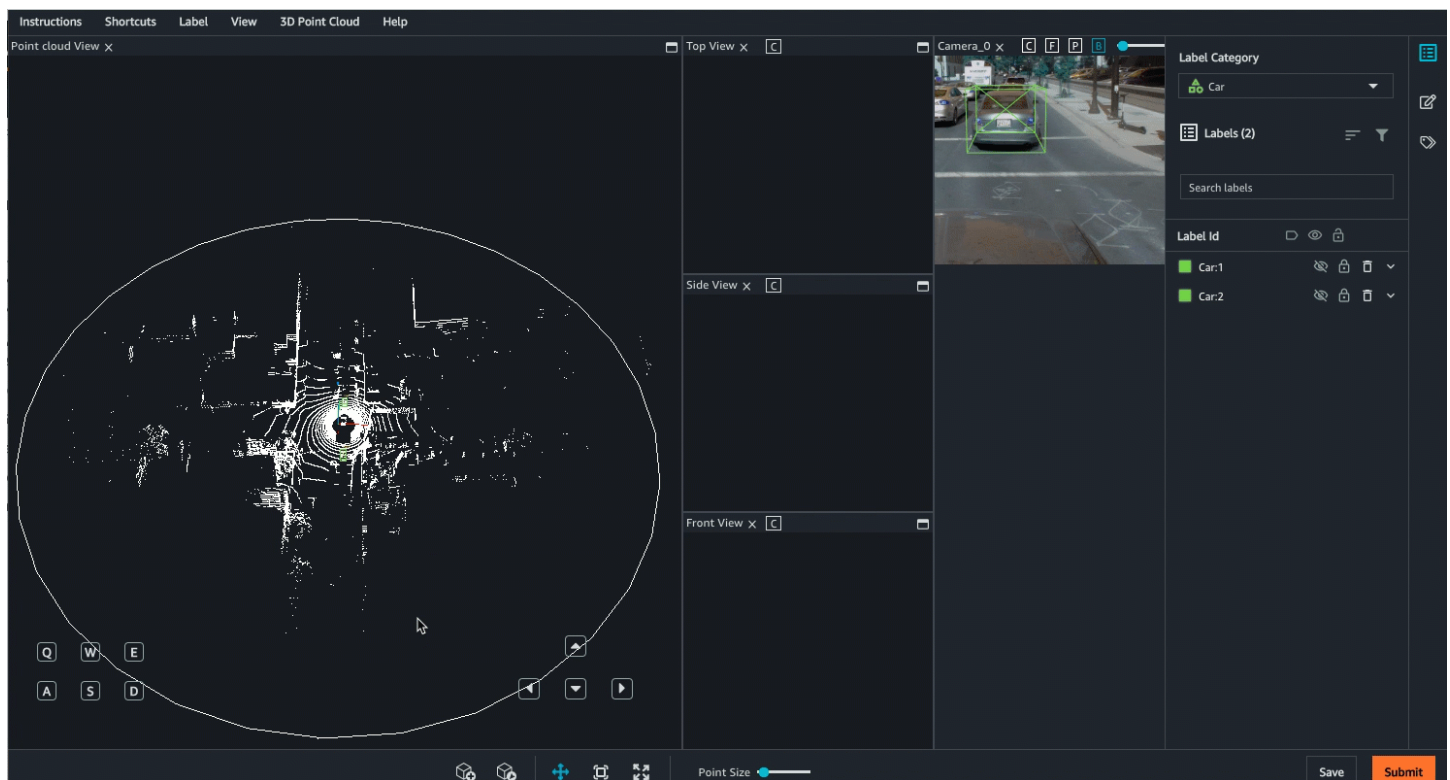 Instructions Shortcuts Label View 3D Point Cloud Help
Point cloud View
Top View C
Camera_0 C F P B
Label Category
Car
Labels (2)
Search labels
Label Id
Car:1
Car:2
Side View C
Front View C
Q W E
A S D
Point Size
Save Submit